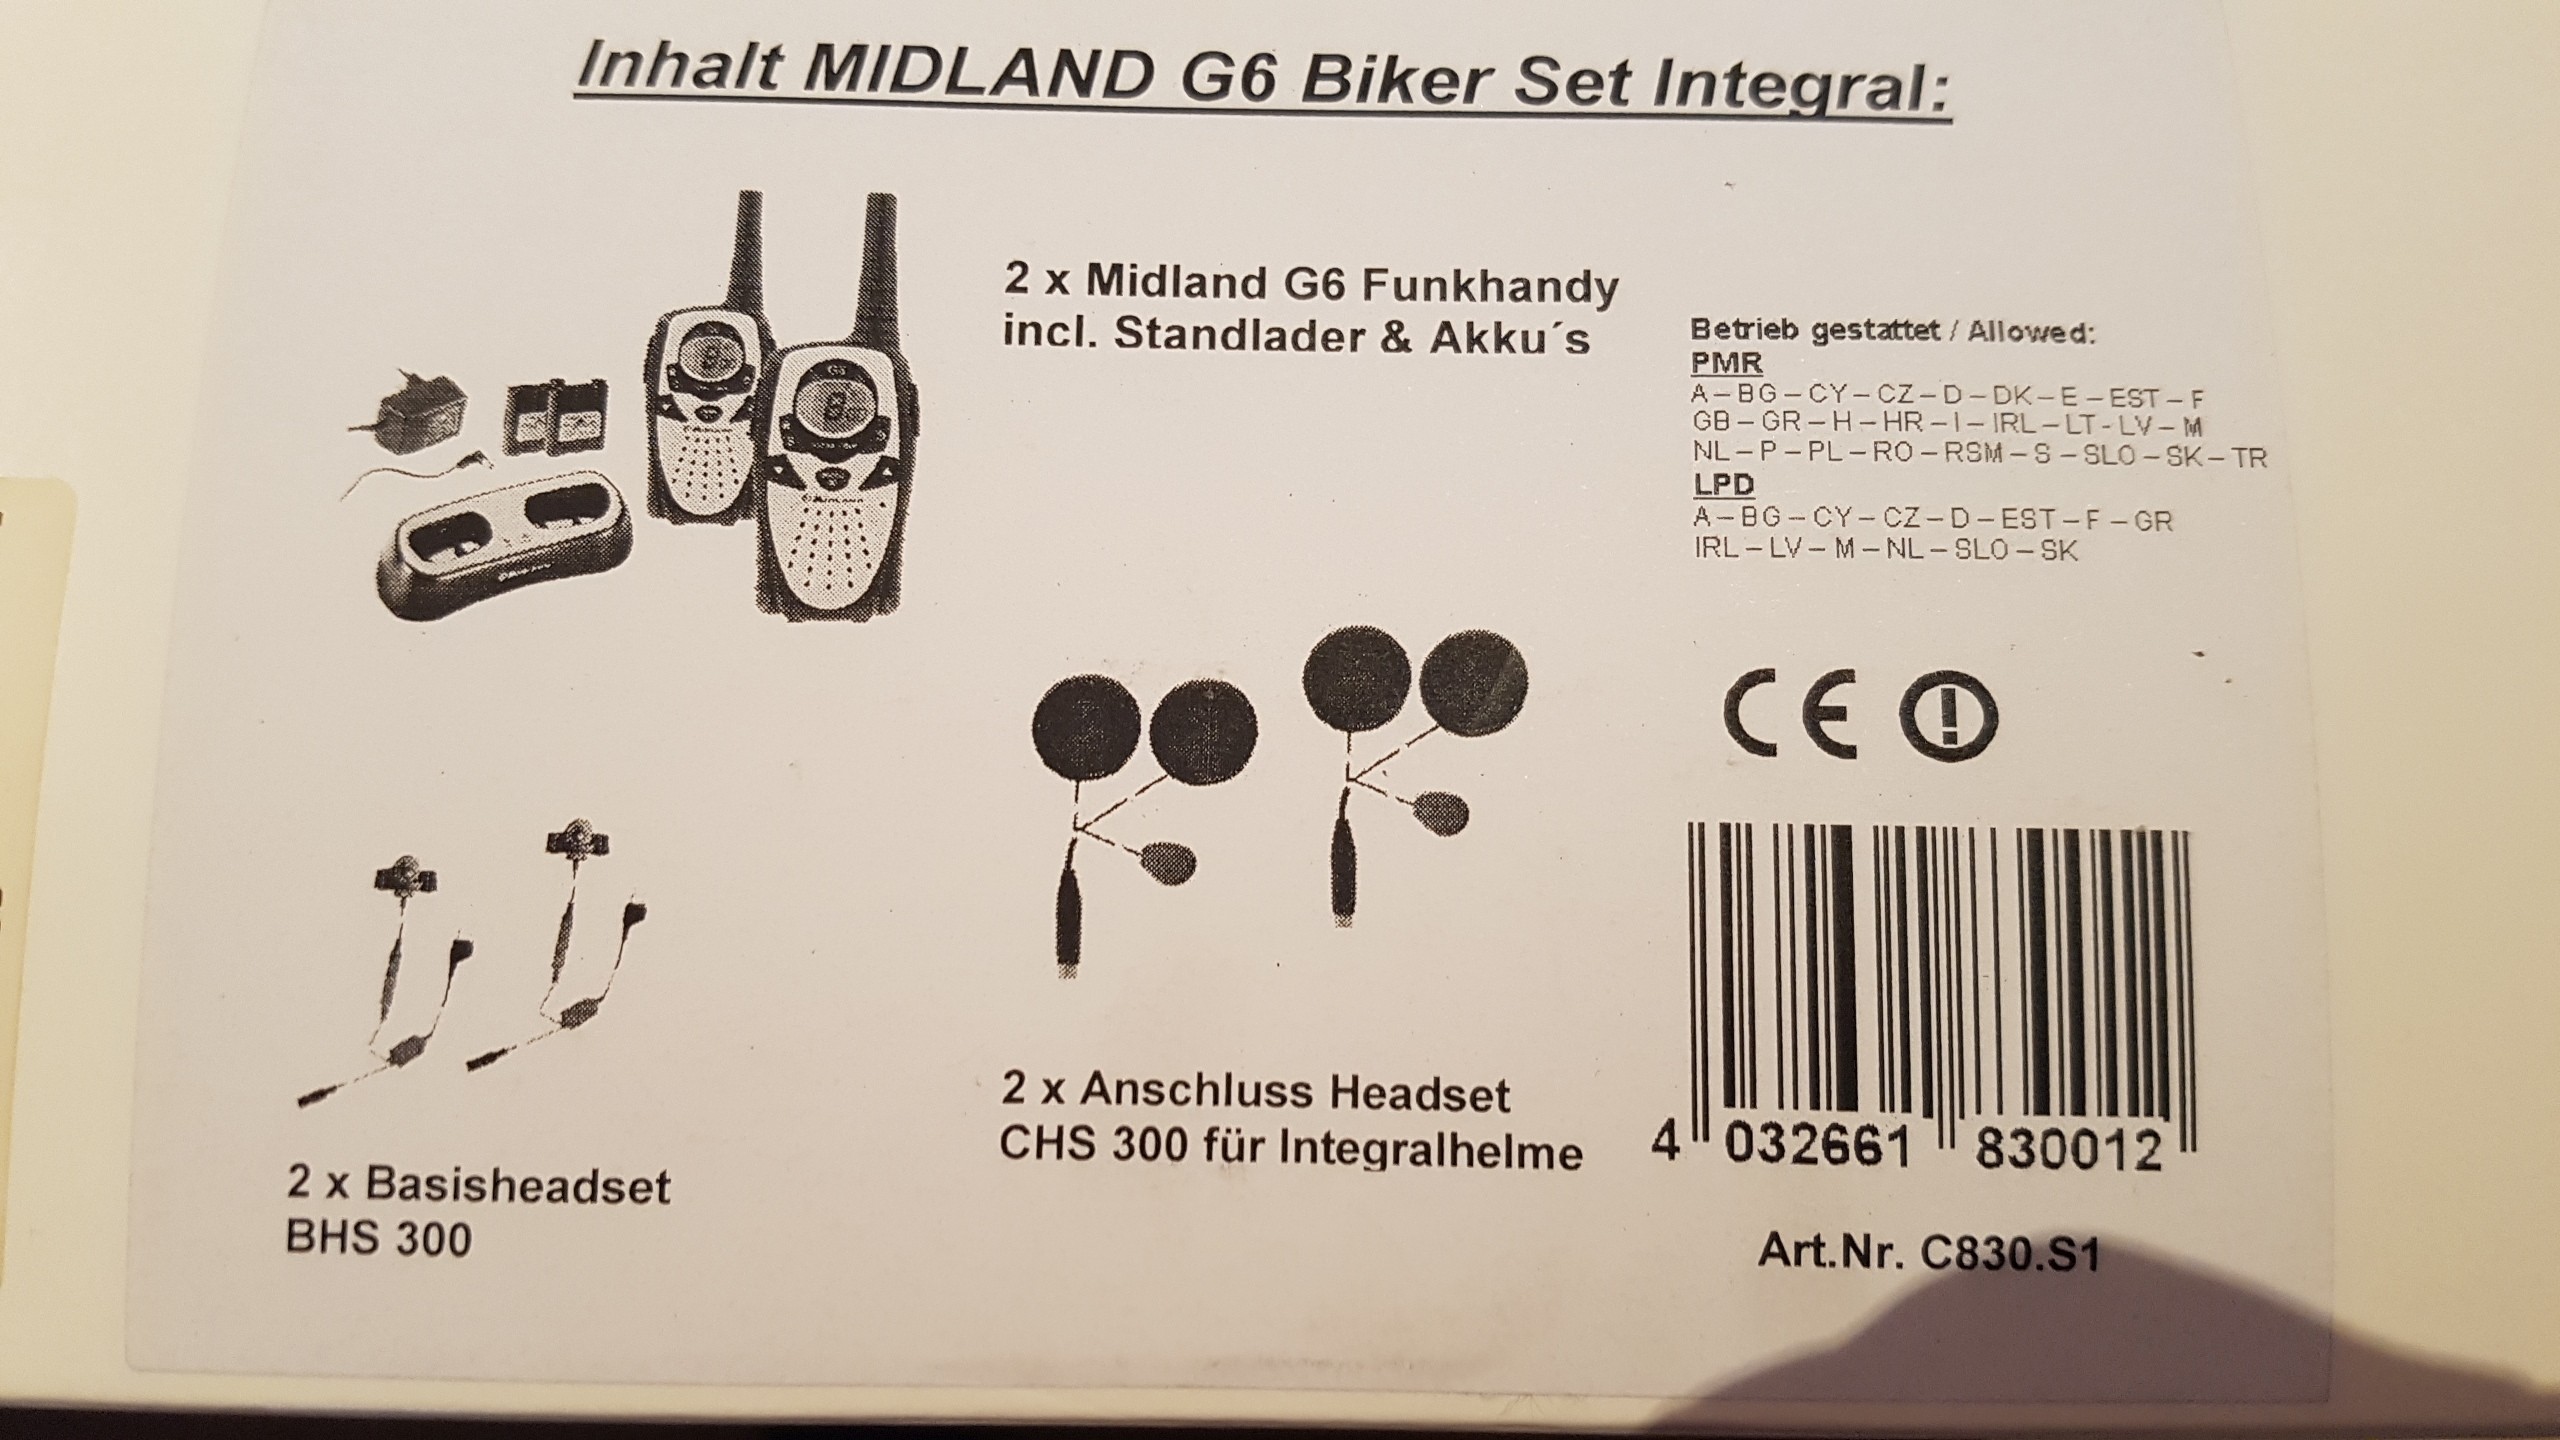 Inhalt MIDLAND G6 Biker Set Integral:
2 x Midland G6 Funkhandy
incl. Standlader & Akku´s
Betrieb gestattet / Allowed:
PMR
A – BG – CY – CZ – D – DK – E – EST – F
GB – GR – H – HR – I – IRL – LT - LV – M
NL – P – PL – RO – RSM – S – SLO – SK – TR
LPD
A – BG – CY – CZ – D – EST – F – GR
IRL – LV – M – NL – SLO – SK
CE
2 x Basisheadset
BHS 300
2 x Anschluss Headset
CHS 300 für Integralhelme
4 032661 830012
Art.Nr. C830.S1